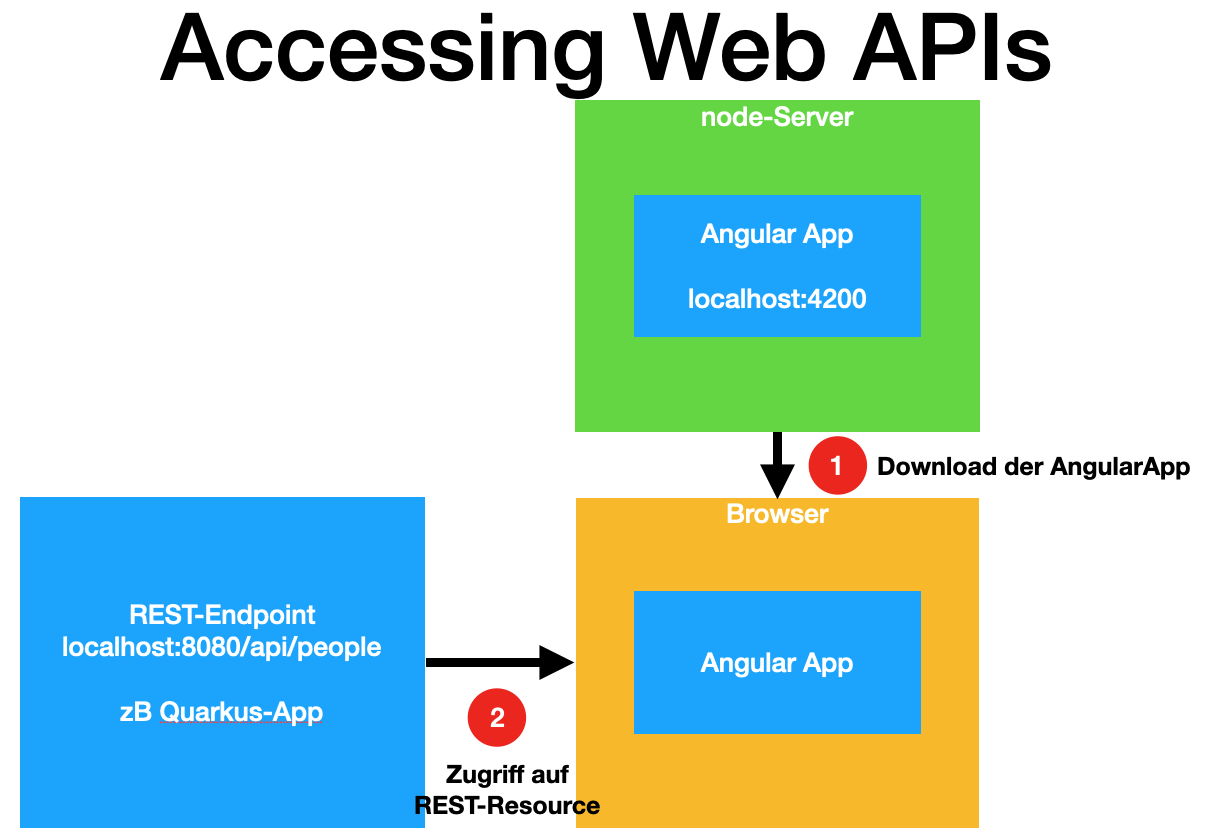 Accessing Web APIs
node-Server
Angular App
localhost:4200
1
Download der AngularApp
Browser
REST-Endpoint
localhost:8080/api/people
zB Quarkus-App
Angular App
2
Zugriff auf
REST-Resource